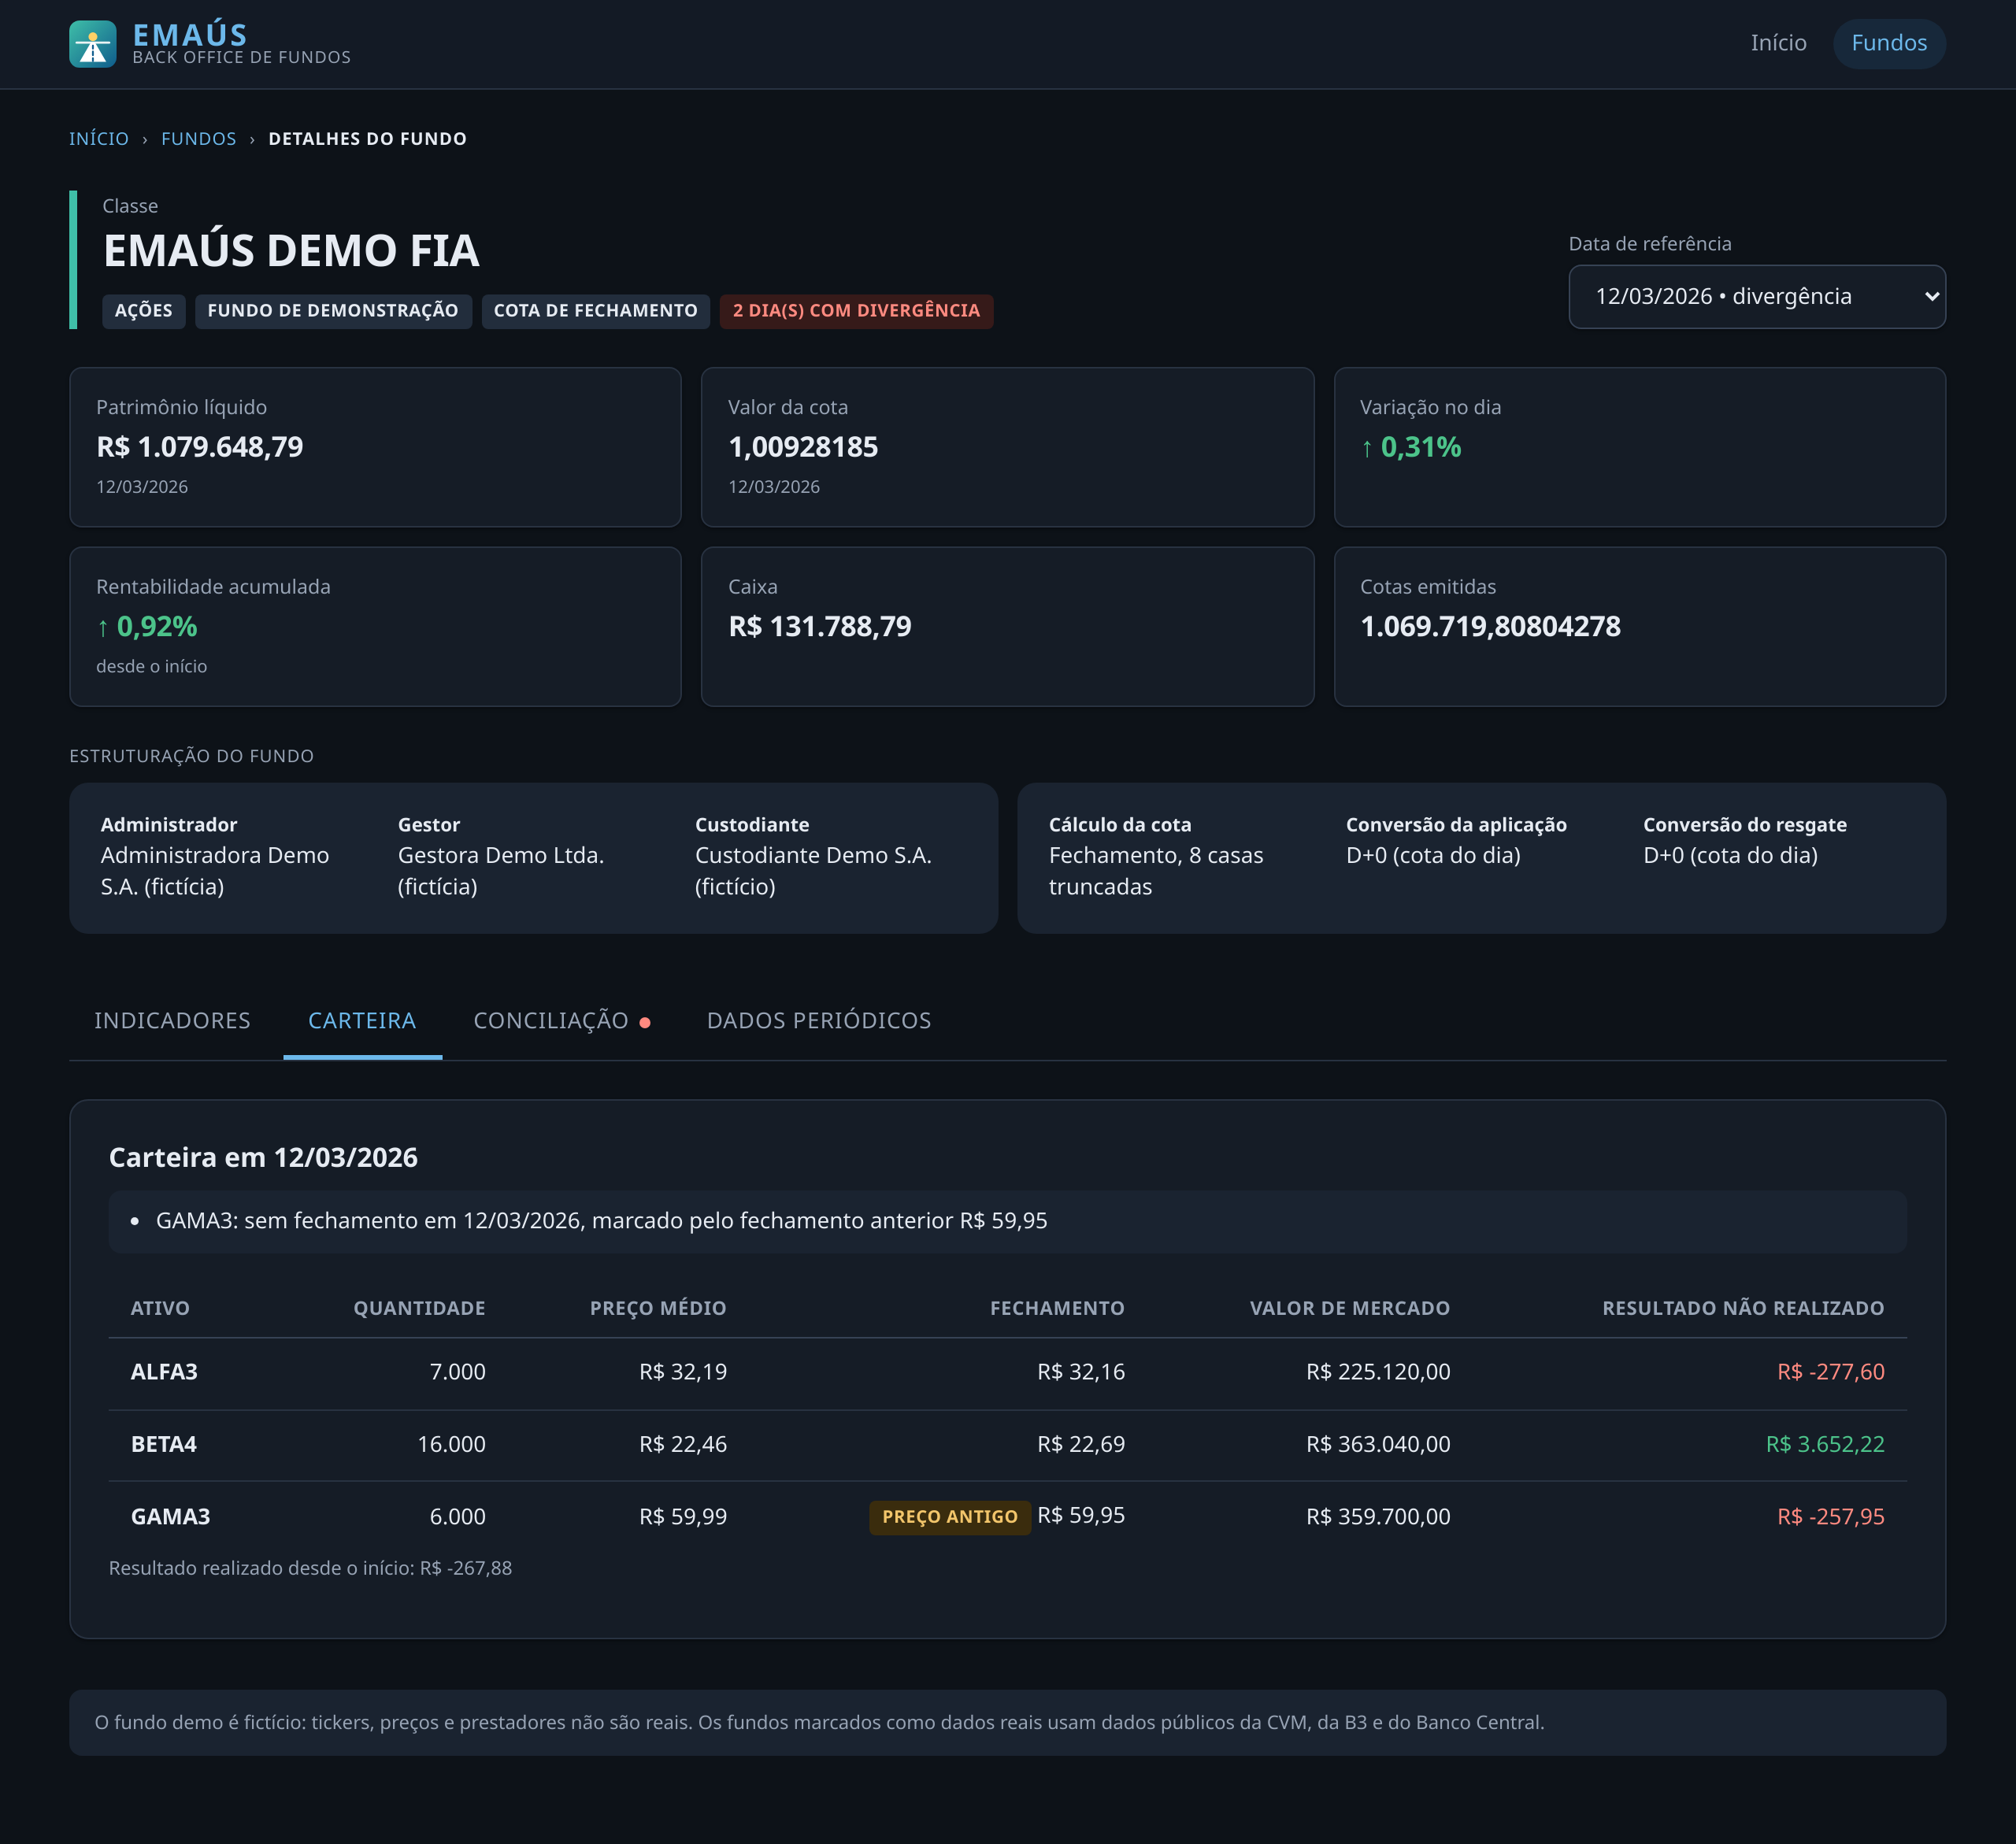 EMAÚS
BACK OFFICE DE FUNDOS
Início
Fundos
INÍCIO › FUNDOS › DETALHES DO FUNDO
Classe
EMAÚS DEMO FIA
AÇÕES
FUNDO DE DEMONSTRAÇÃO
COTA DE FECHAMENTO
2 DIA(S) COM DIVERGÊNCIA
Data de referência
12/03/2026 • divergência
Patrimônio líquido
R$ 1.079.648,79
12/03/2026
Valor da cota
1,00928185
12/03/2026
Variação no dia
↑ 0,31%
Rentabilidade acumulada
↑ 0,92%
desde o início
Caixa
R$ 131.788,79
Cotas emitidas
1.069.719,80804278
ESTRUTURAÇÃO DO FUNDO
Administrador
Administradora Demo
S.A. (fictícia)
Gestor
Gestora Demo Ltda.
(fictícia)
Custodiante
Custodiante Demo S.A.
(fictício)
Cálculo da cota
Fechamento, 8 casas
truncadas
Conversão da aplicação
D+0 (cota do dia)
Conversão do resgate
D+0 (cota do dia)
INDICADORES
CARTEIRA
CONCILIAÇÃO
DADOS PERIÓDICOS
Carteira em 12/03/2026
• GAMA3: sem fechamento em 12/03/2026, marcado pelo fechamento anterior R$ 59,95
ATIVO QUANTIDADE PREÇO MÉDIO FECHAMENTO VALOR DE MERCADO RESULTADO NÃO REALIZADO
ALFA3 7.000 R$ 32,19 R$ 32,16 R$ 225.120,00 R$ -277,60
BETA4 16.000 R$ 22,46 R$ 22,69 R$ 363.040,00 R$ 3.652,22
GAMA3 6.000 R$ 59,99 PREÇO ANTIGO R$ 59,95 R$ 359.700,00 R$ -257,95
Resultado realizado desde o início: R$ -267,88
O fundo demo é fictício: tickers, preços e prestadores não são reais. Os fundos marcados como dados reais usam dados públicos da CVM, da B3 e do Banco Central.